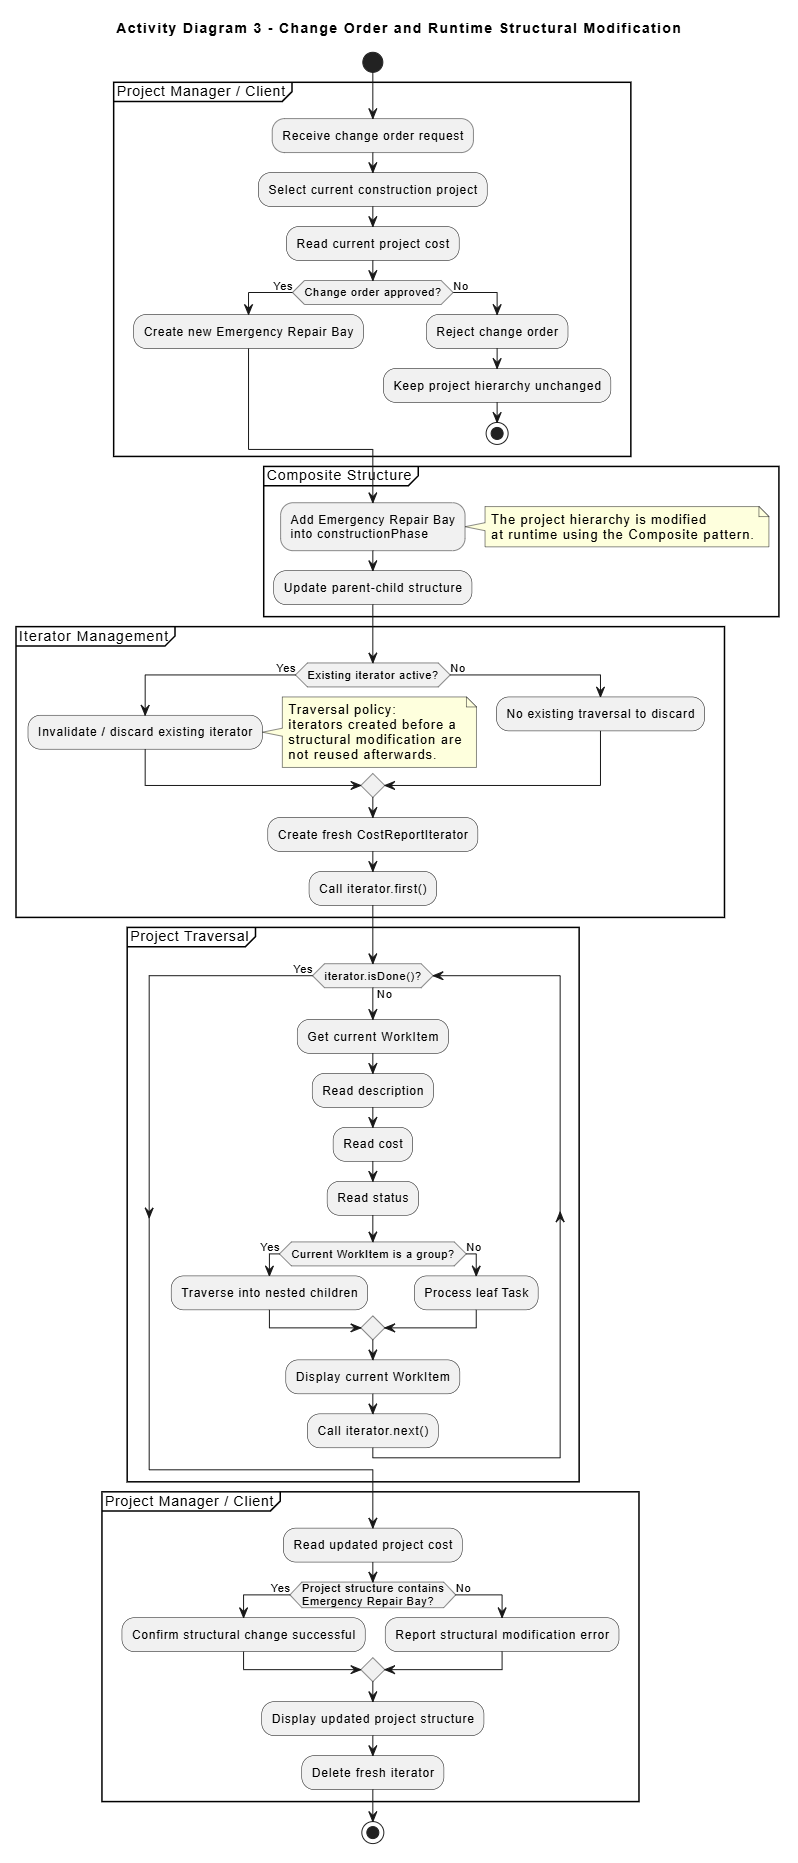 Activity Diagram 3 - Change Order and Runtime Structural Modification
Project Manager / Client
Receive change order request
Select current construction project
Read current project cost
Yes
Change order approved?
No
Create new Emergency Repair Bay
Reject change order
Keep project hierarchy unchanged
Composite Structure
Add Emergency Repair Bay
into constructionPhase
The project hierarchy is modified
at runtime using the Composite pattern.
Update parent-child structure
Iterator Management
Yes
Existing iterator active?
No
Invalidate / discard existing iterator
Traversal policy:
iterators created before a
structural modification are
not reused afterwards.
No existing traversal to discard
Create fresh CostReportIterator
Call iterator.first()
Project Traversal
Yes
iterator.isDone()?
No
Get current WorkItem
Read description
Read cost
Read status
Yes
Current WorkItem is a group?
No
Traverse into nested children
Process leaf Task
Display current WorkItem
Call iterator.next()
Project Manager / Client
Read updated project cost
Yes
Project structure contains
Emergency Repair Bay?
No
Confirm structural change successful
Report structural modification error
Display updated project structure
Delete fresh iterator